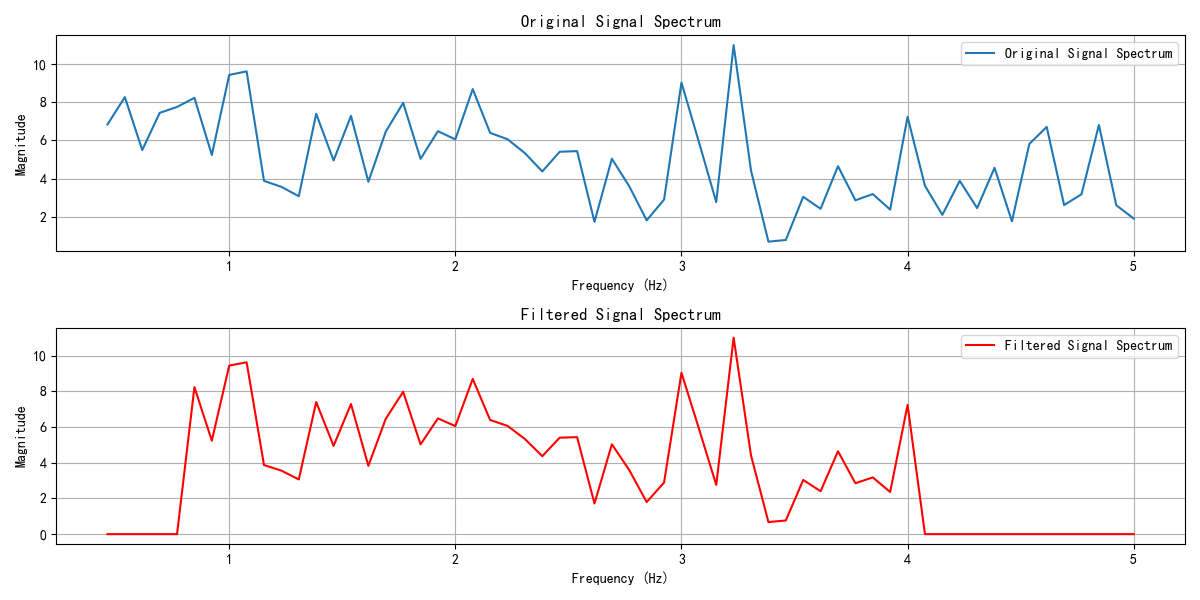 Original Signal Spectrum
Original Signal Spectrum
Magnitude
10
8
6
4
2
1 2 3 4 5
Frequency (Hz)
Filtered Signal Spectrum
Filtered Signal Spectrum
Magnitude
10
8
6
4
2
0
1 2 3 4 5
Frequency (Hz)